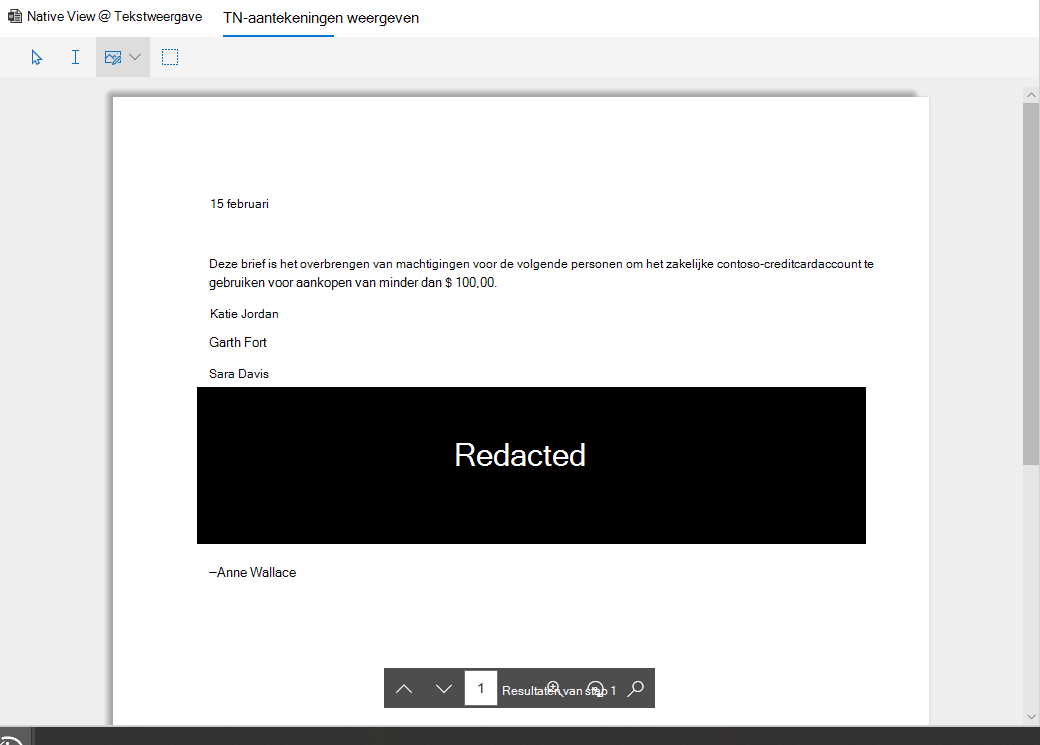 Native View @ Tekstweergave
TN-aantekeningen weergeven
15 februari
Deze brief is het overbrengen van machtigingen voor de volgende personen om het zakelijke contoso-creditcardaccount te
gebruiken voor aankopen van minder dan $ 100,00.
Katie Jordan
Garth Fort
Sara Davis
Redacted
–Anne Wallace
1 Resultaten van stap 1